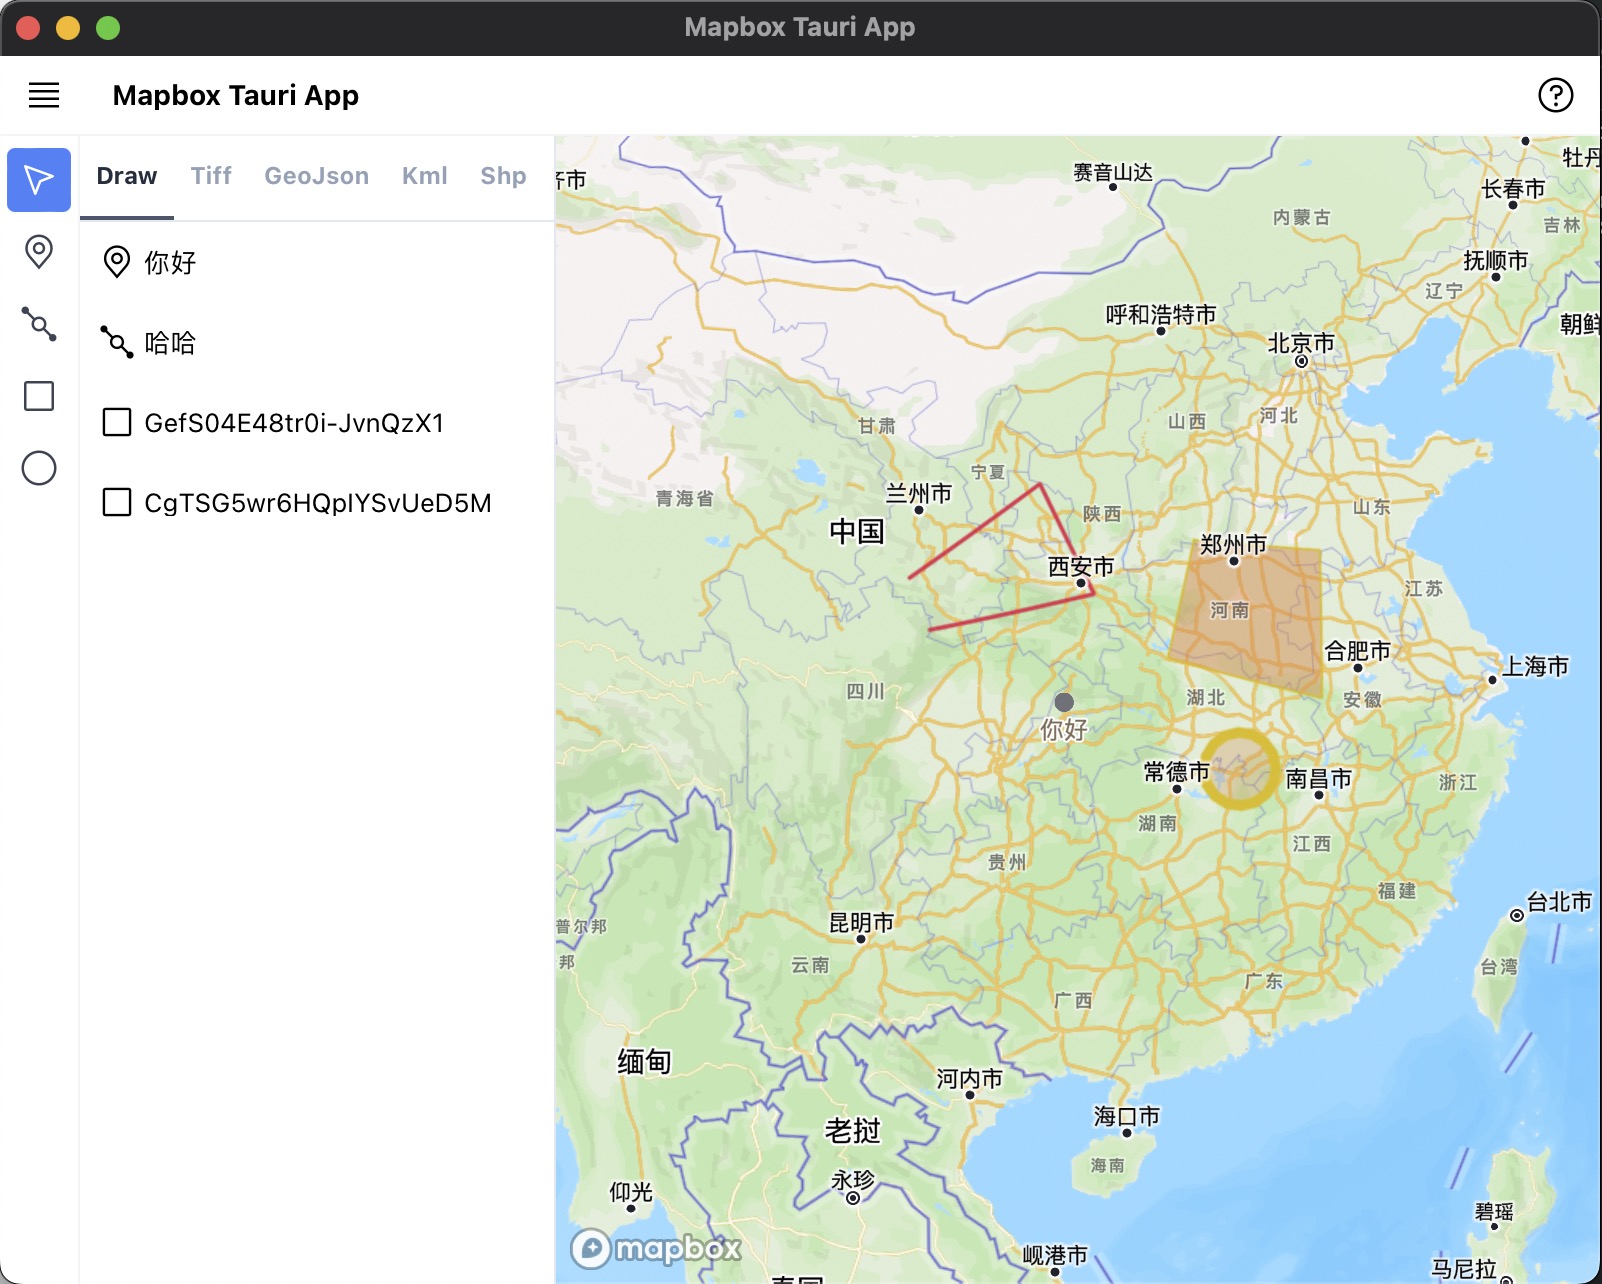 Mapbox Tauri App
Mapbox Tauri App
Draw Tiff GeoJson Kml Shp
你好
哈哈
GefS04E48tr0i-JvnQzX1
CgTSG5wr6HQpIYSvUeD5M
齐市
赛音山达
牡丹
长春市
内蒙古
吉林
抚顺市
辽宁
呼和浩特市
朝鲜
北京市
山西
河北
甘肃
宁夏
兰州市
青海省
陕西
山东
中国
郑州市
西安市
江苏
河南
合肥市
上海市
四川
湖北
安徽
你好
常德市
南昌市
浙江
湖南
江西
贵州
福建
台北市
昆明市
普尔邦
邦
云南
台湾
广东
广西
缅甸
河内市
海口市
老挝
海南
永珍
仰光
碧瑶
mapbox
岘港市
马尼拉
泰国